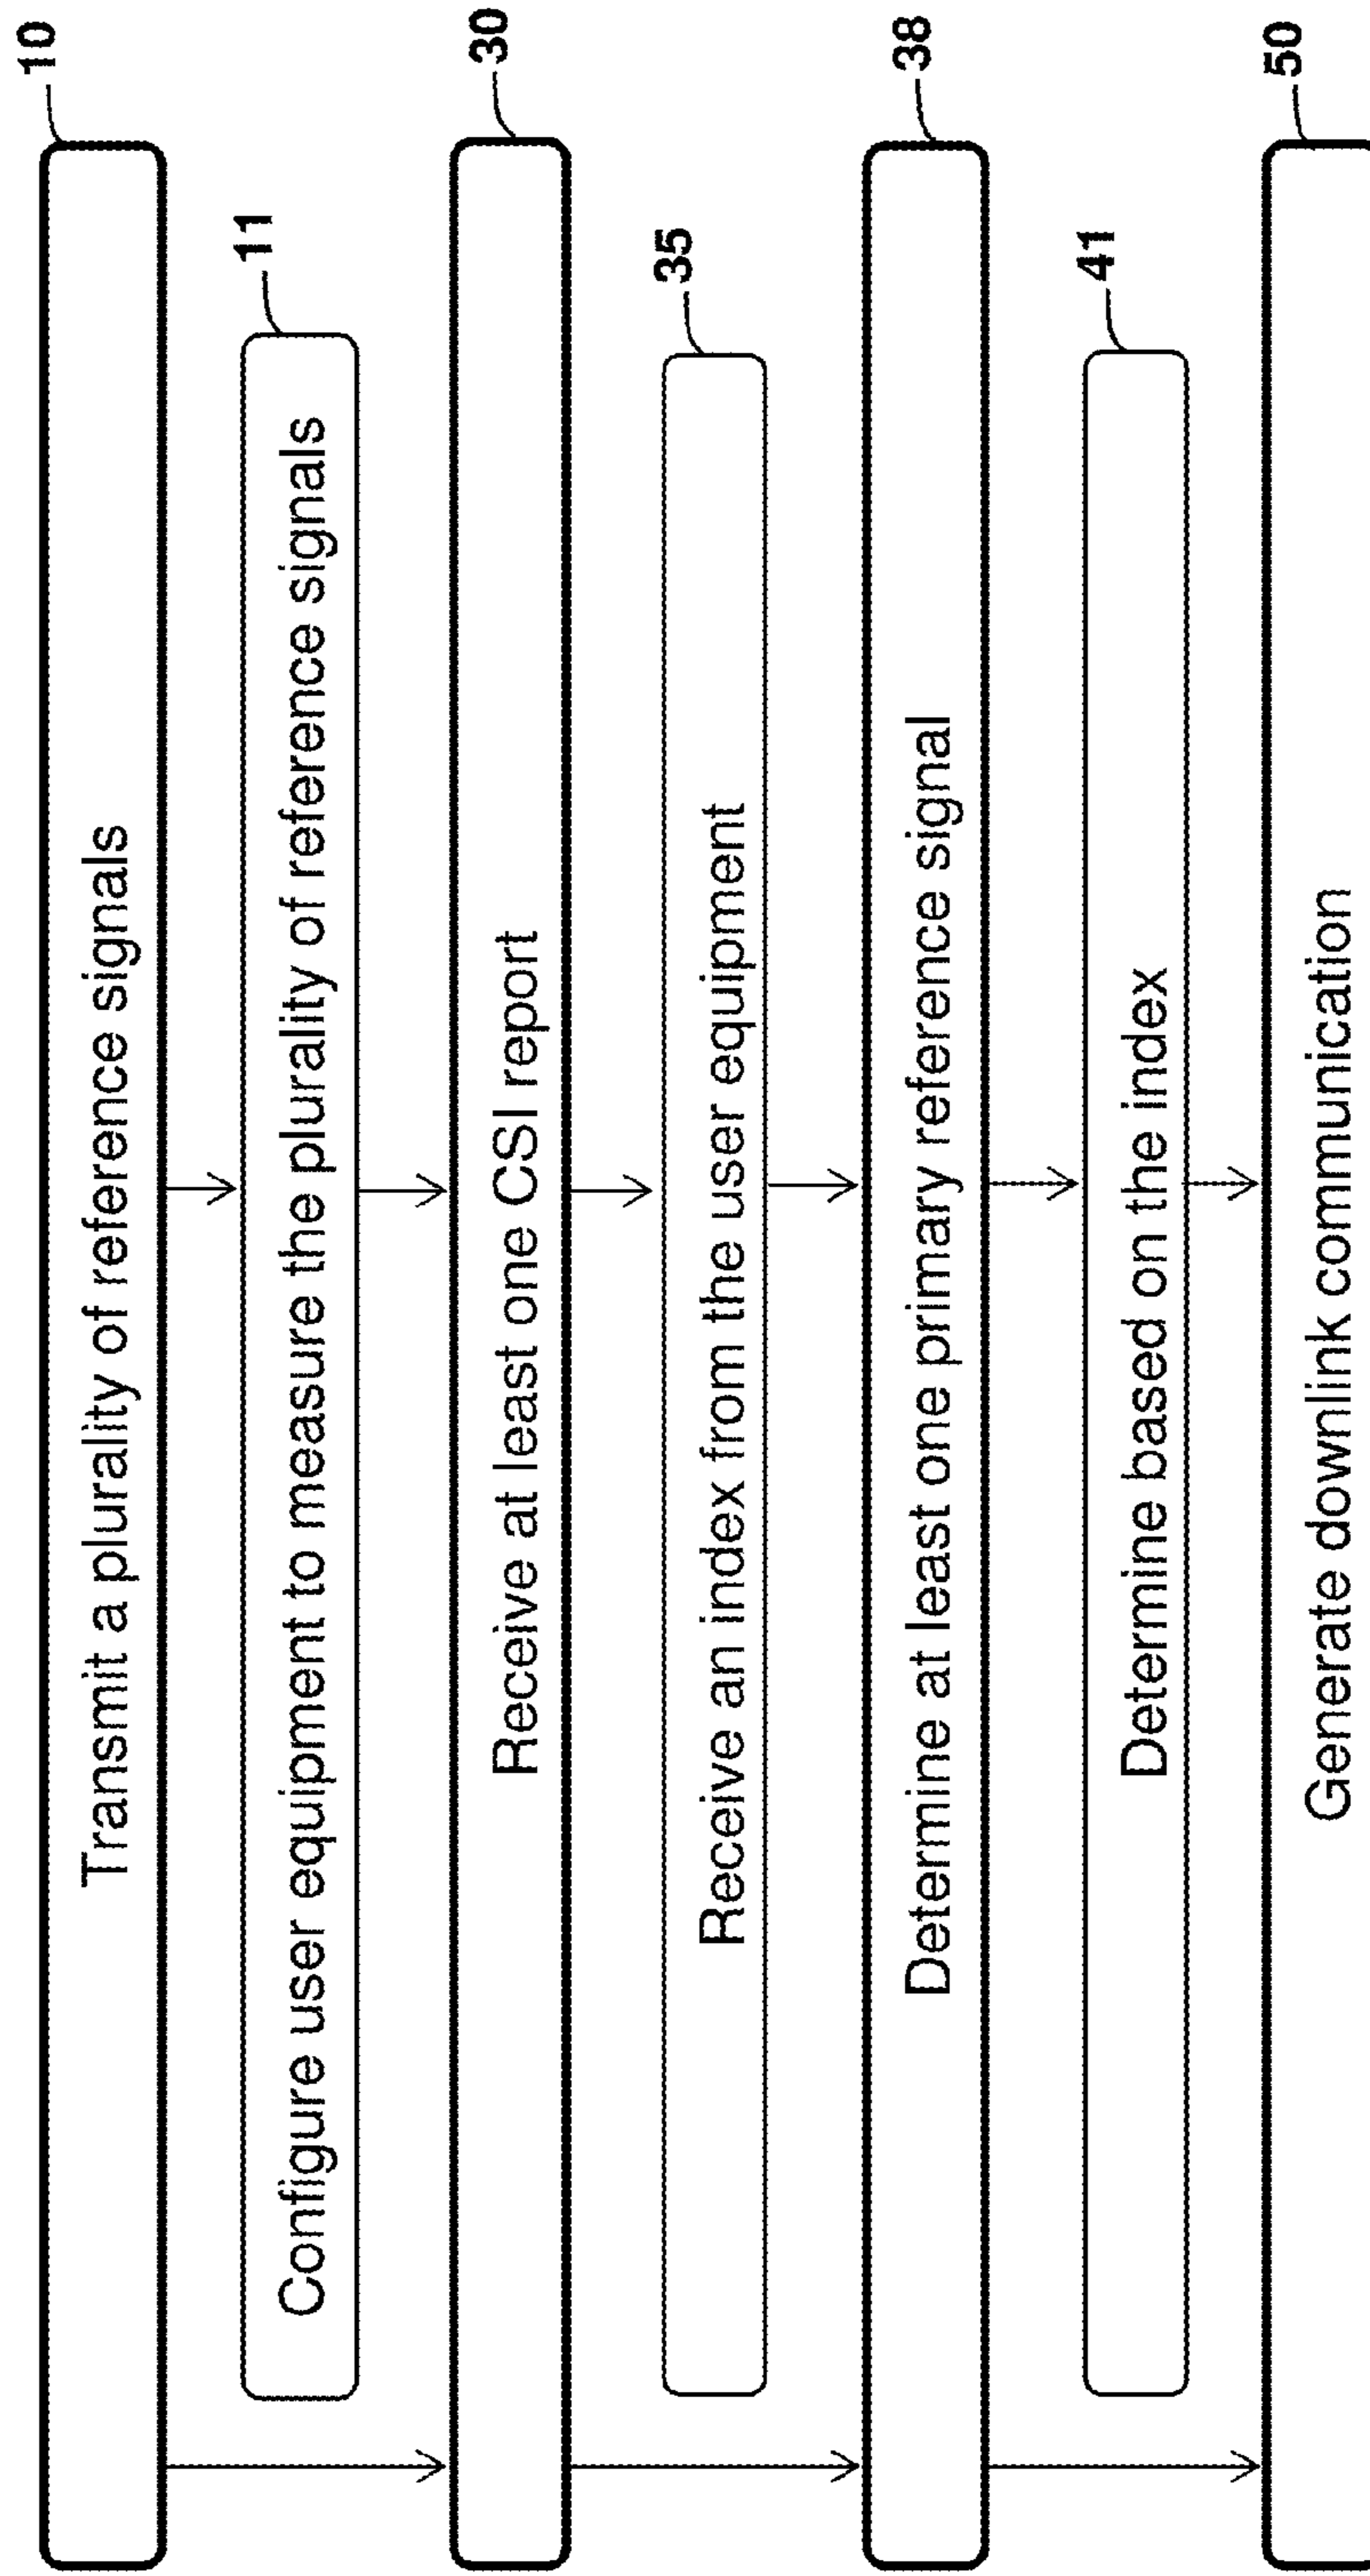 10
Transmit a plurality of reference signals
11
Configure user equipment to measure the plurality of reference signals
30
Receive at least one CSI report
35
Receive an index from the user equipment
38
Determine at least one primary reference signal
41
Determine based on the index
50
Generate downlink communication